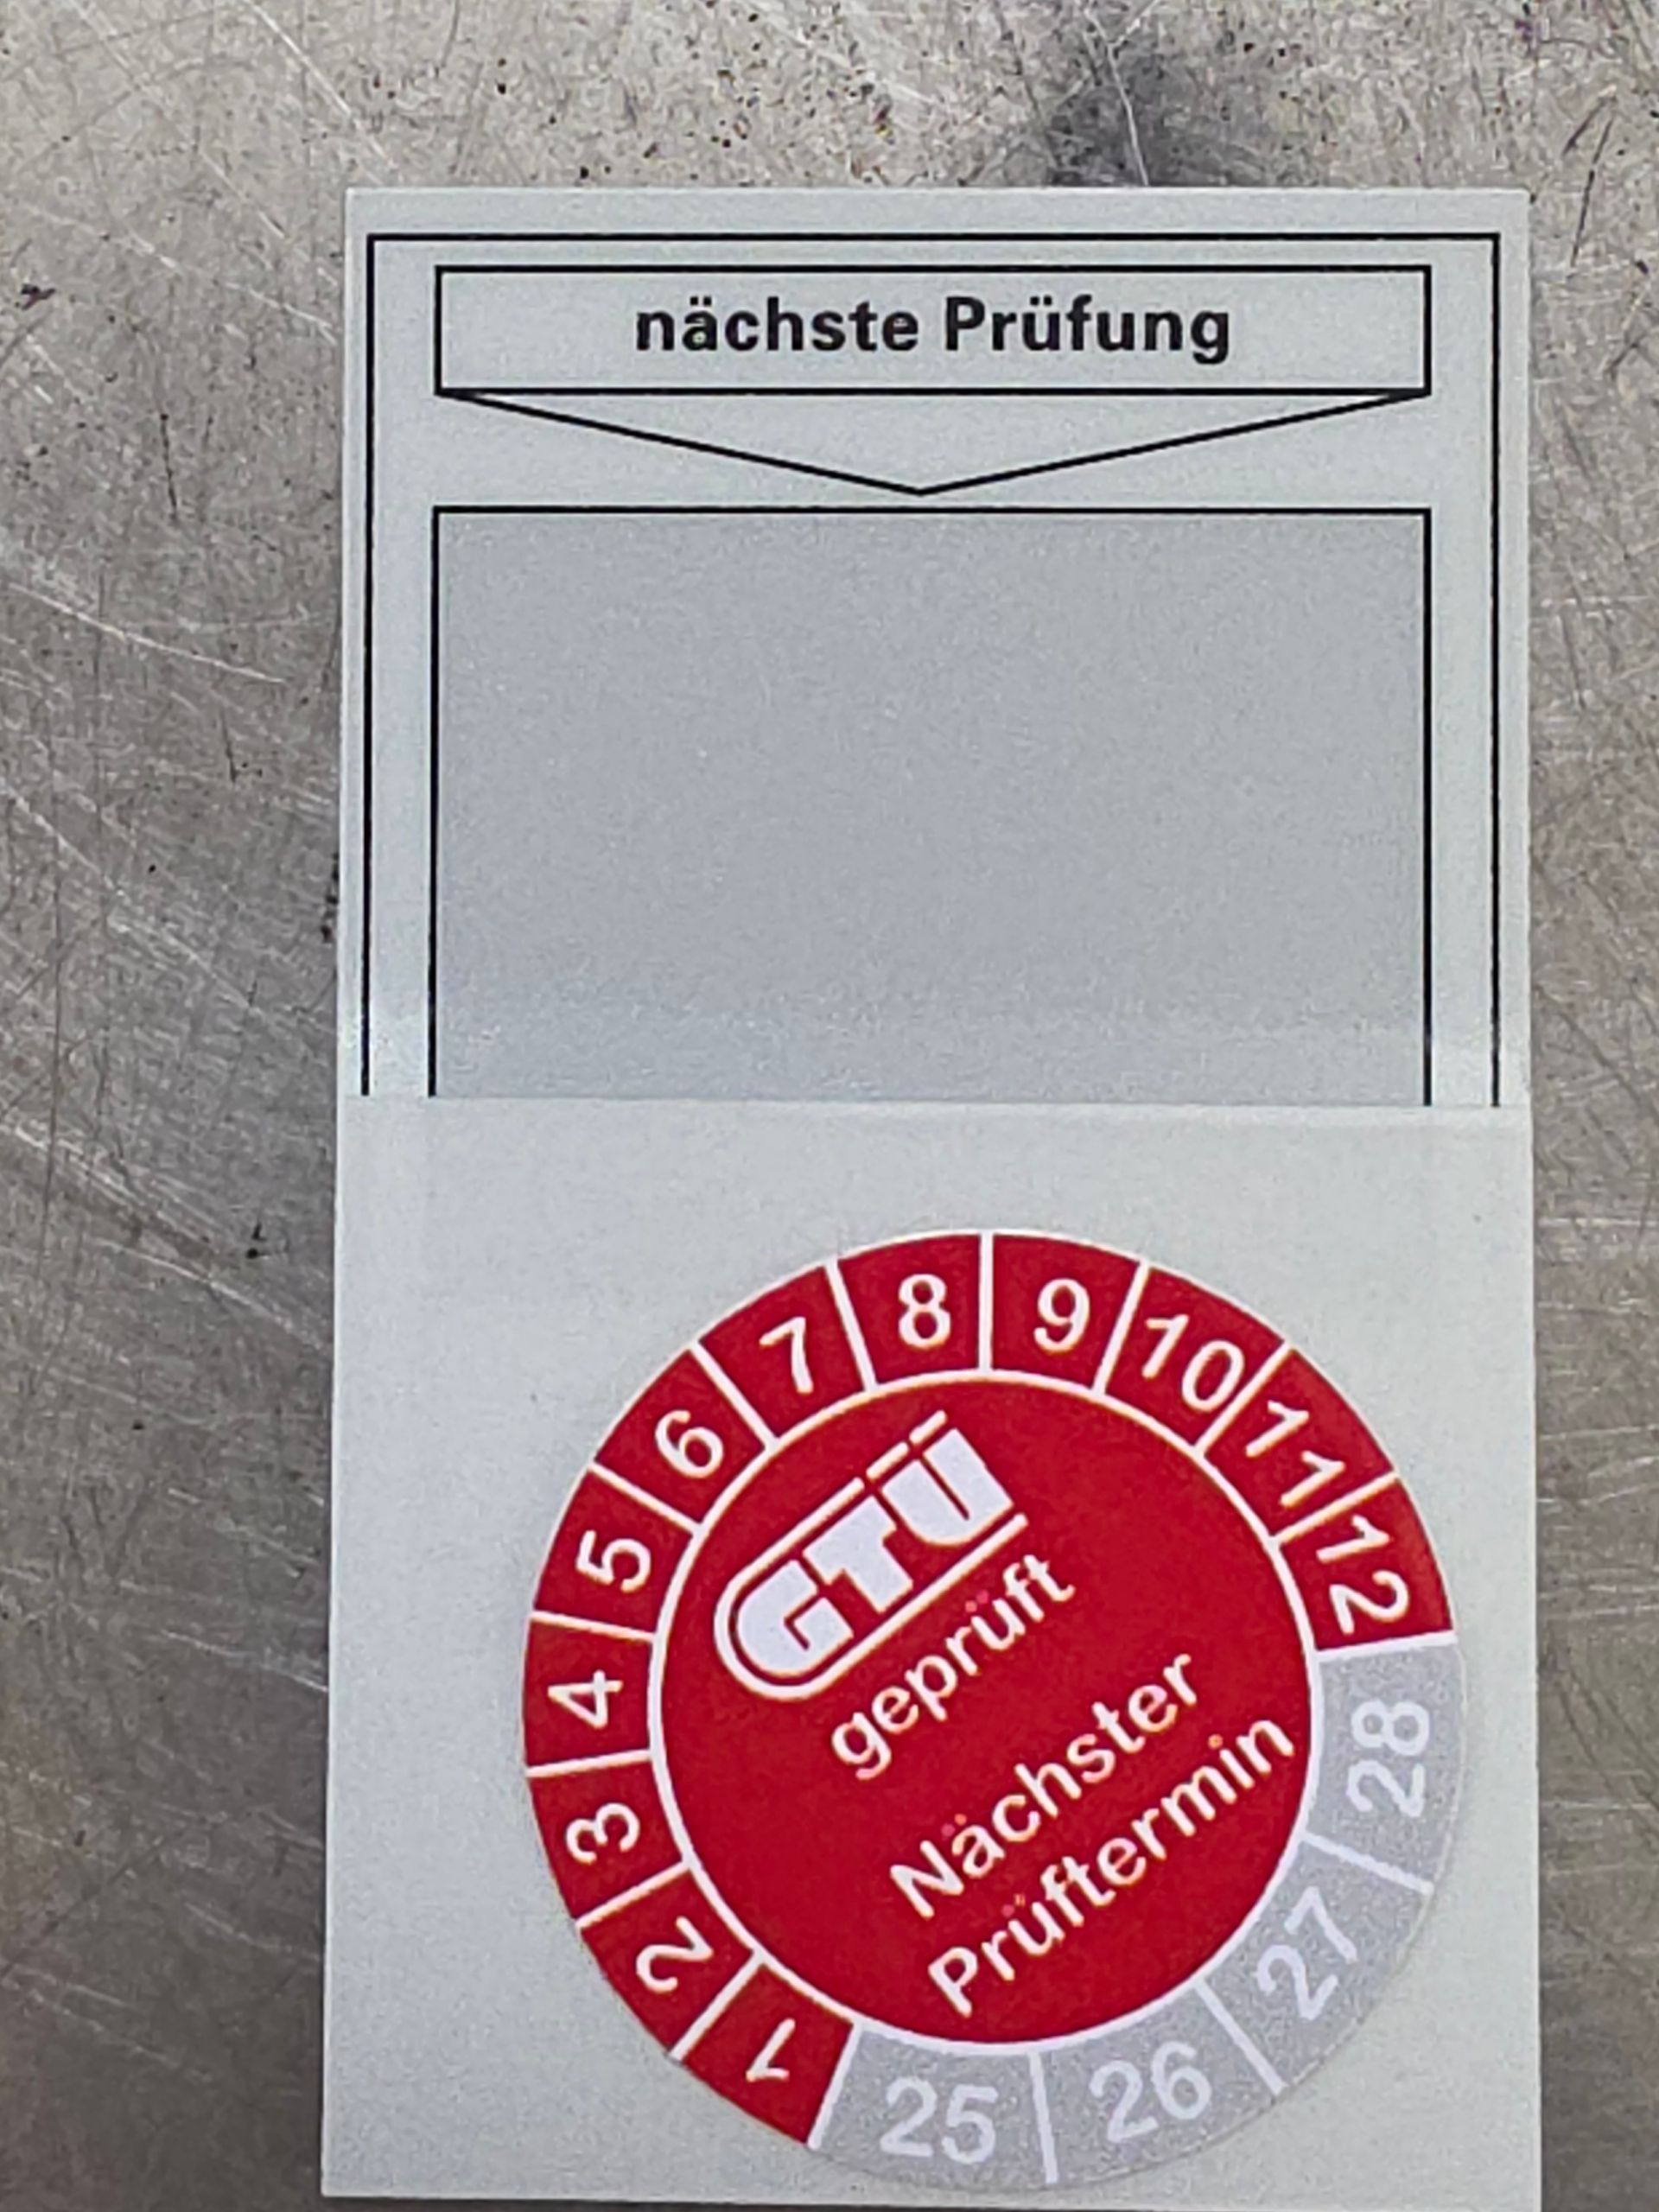 nächste Prüfung
1 2 3 4 5 6 7 8 9 10 11 12
GTÜ
geprüft
Nächster
Prüftermin
25 26 27 28